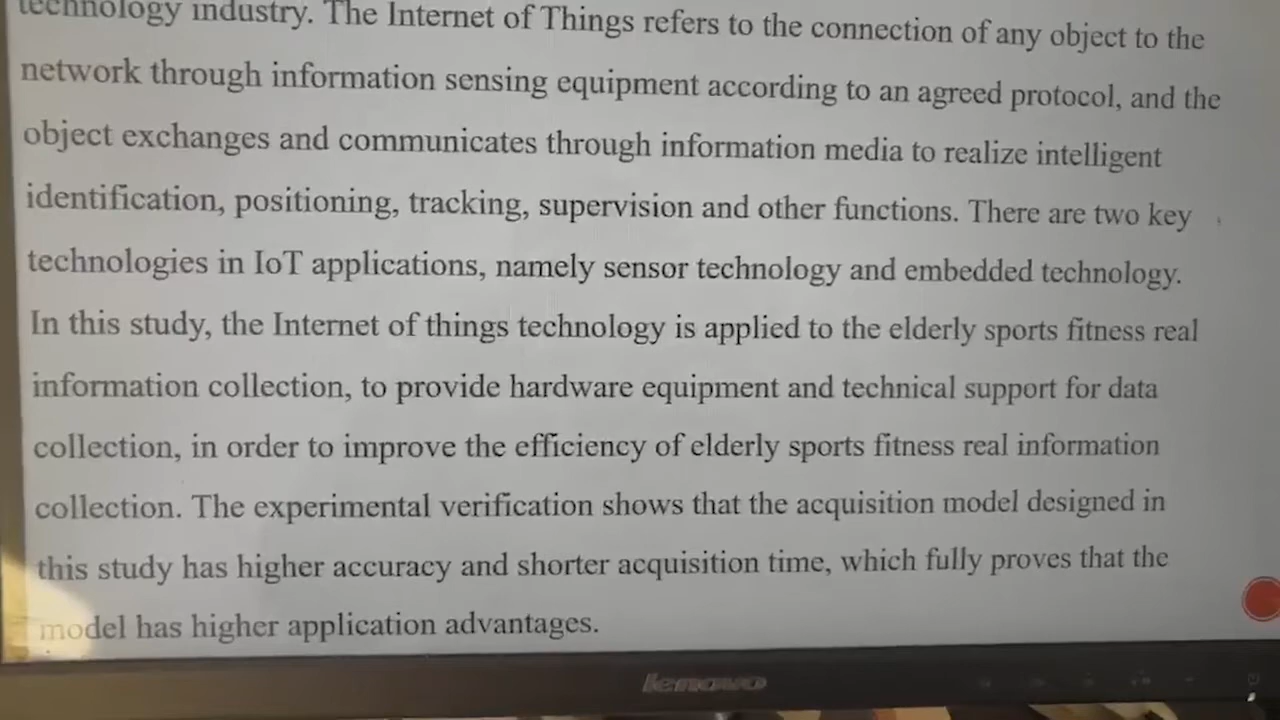 technology industry. The Internet of Things refers to the connection of any object to the
network through information sensing equipment according to an agreed protocol, and the
object exchanges and communicates through information media to realize intelligent
identification, positioning, tracking, supervision and other functions. There are two key
technologies in IoT applications, namely sensor technology and embedded technology.
In this study, the Internet of things technology is applied to the elderly sports fitness real
information collection, to provide hardware equipment and technical support for data
collection, in order to improve the efficiency of elderly sports fitness real information
collection. The experimental verification shows that the acquisition model designed in
this study has higher accuracy and shorter acquisition time, which fully proves that the
model has higher application advantages.
lenovo